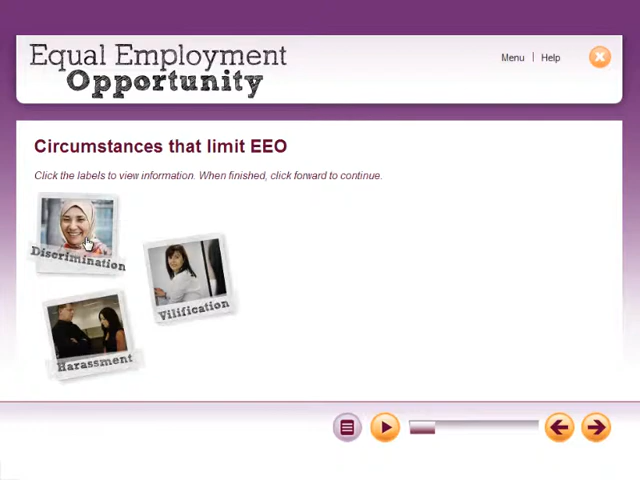 Equal Employment
Opportunity
Menu | Help
Circumstances that limit EEO
Click the labels to view information. When finished, click forward to continue.
Discrimination
Vilification
Harassment